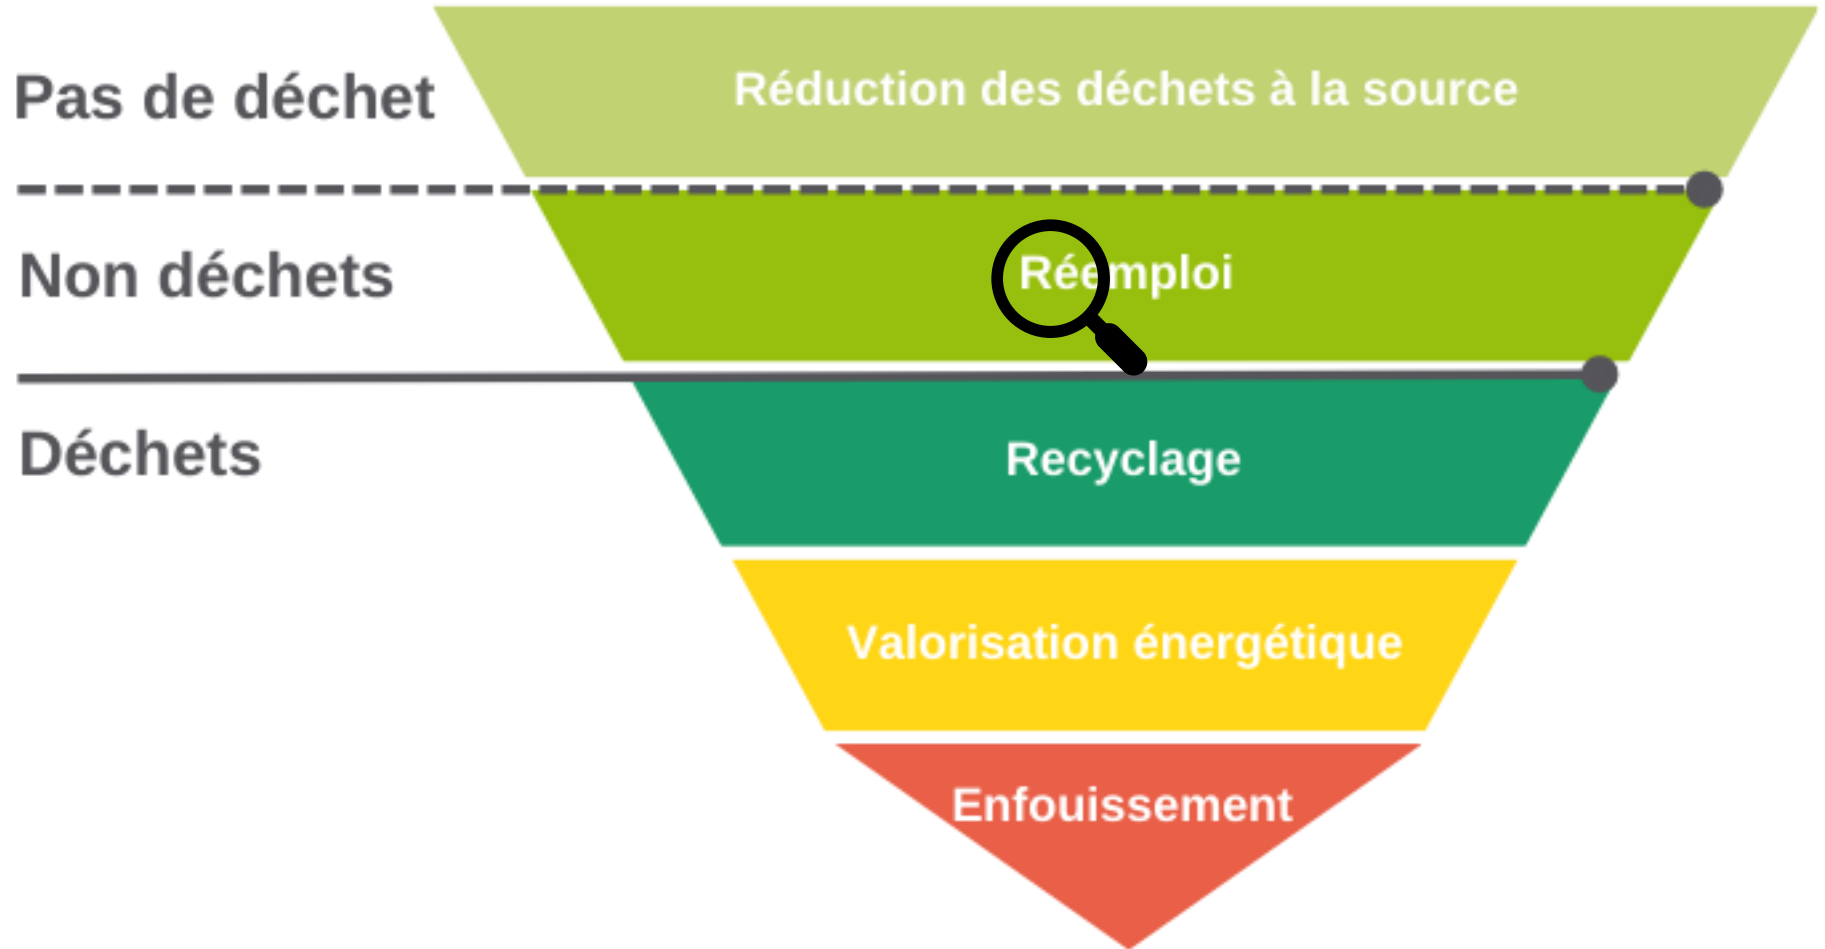 Pas de déchet
Réduction des déchets à la source
Non déchets
Réemploi
Déchets
Recyclage
Valorisation énergétique
Enfouissement